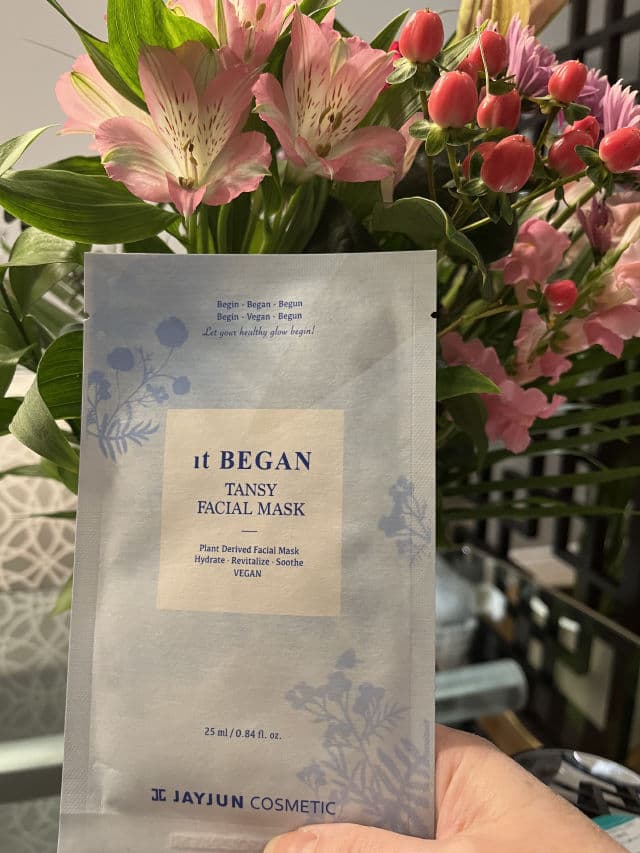 Begin - Began - Begun
Begin - Vegan - Begun
Let your healthy glow begin!
ıt BEGAN
TANSY
FACIAL MASK
Plant Derived Facial Mask
Hydrate · Revitalize · Soothe
VEGAN
25 ml / 0.84 fl. oz.
JAYJUN COSMETIC